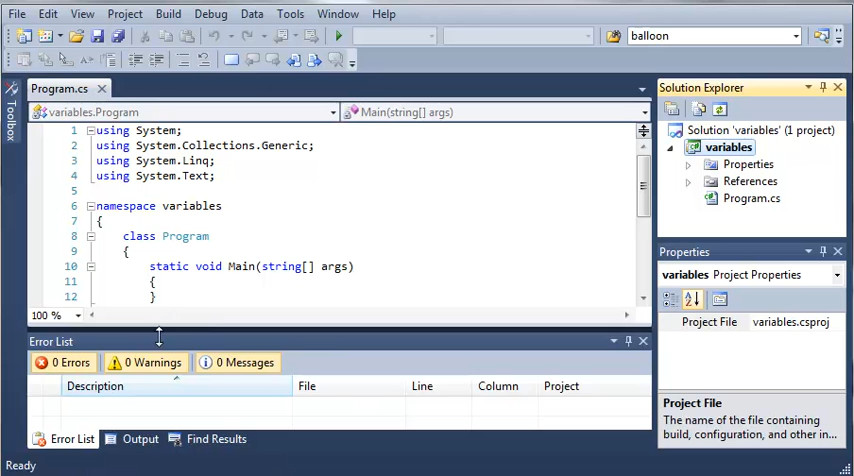 File Edit View Project Build Debug Data Tools Window Help
balloon
Program.cs
Toolbox
variables.Program
Main(string[] args)
1 using System;
2 using System.Collections.Generic;
3 using System.Linq;
4 using System.Text;
5
6 namespace variables
7 {
8 class Program
9 {
10 static void Main(string[] args)
11 {
12 }
100 %
Error List
0 Errors 0 Warnings 0 Messages
Description File Line Column Project
Error List Output Find Results
Ready
Solution Explorer
Solution 'variables' (1 project)
variables
Properties
References
Program.cs
Properties
variables Project Properties
Project File variables.csproj
Project File
The name of the file containing
build, configuration, and other in...